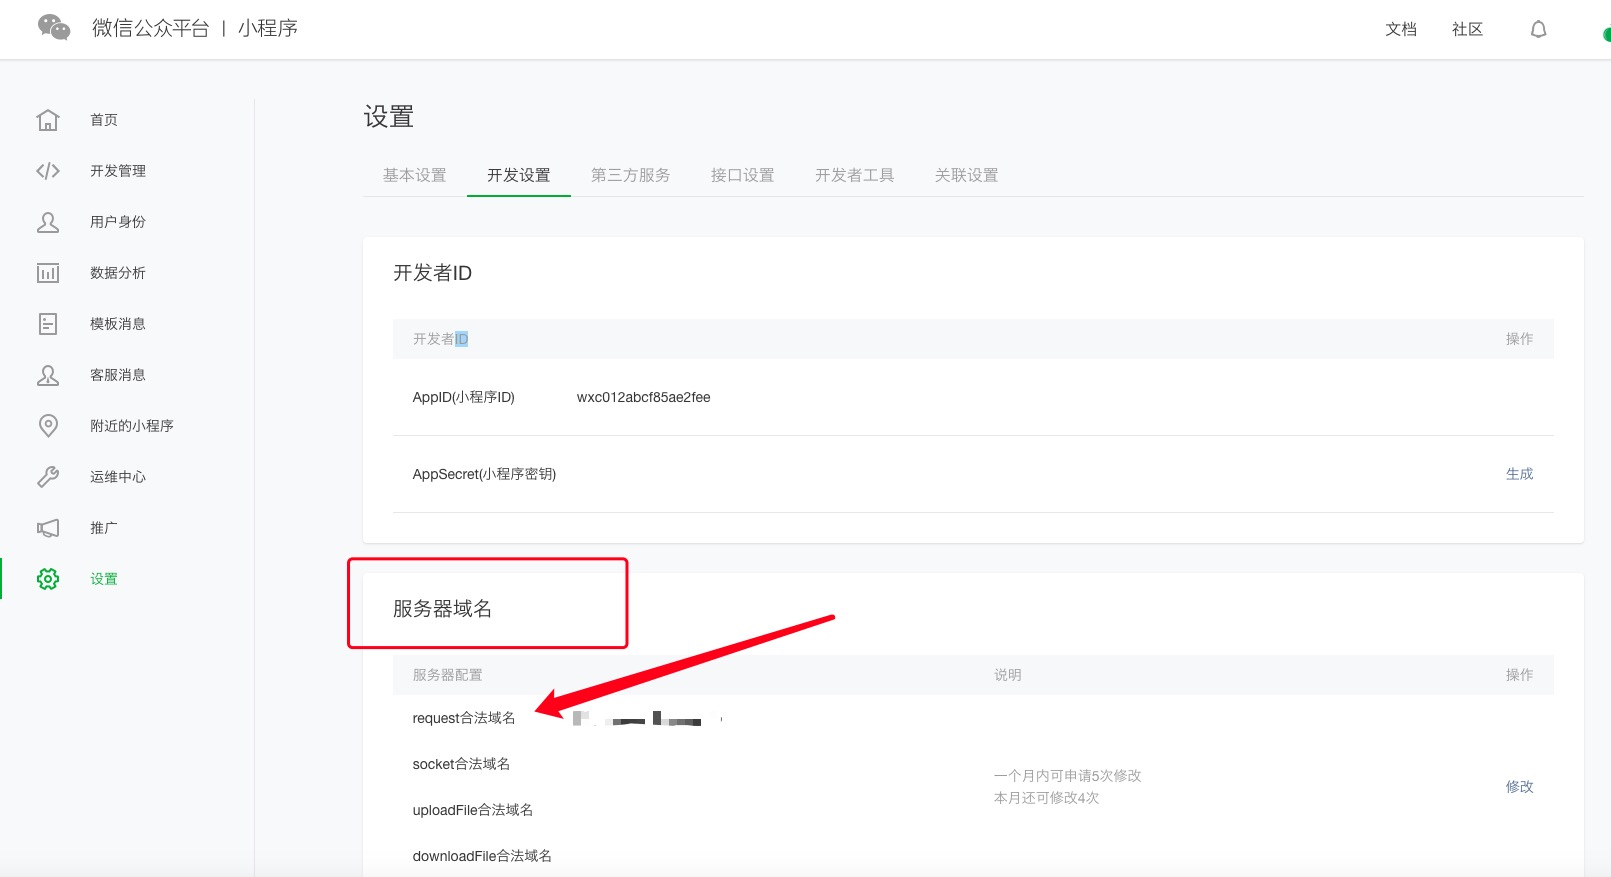 微信公众平台 | 小程序
文档 社区
首页
开发管理
用户身份
数据分析
模板消息
客服消息
附近的小程序
运维中心
推广
设置
设置
基本设置 开发设置 第三方服务 接口设置 开发者工具 关联设置
开发者ID
开发者ID 操作
AppID(小程序ID) wxc012abcf85ae2fee
AppSecret(小程序密钥) 生成
服务器域名
服务器配置 说明 操作
request合法域名
socket合法域名
一个月内可申请5次修改
本月还可修改4次
修改
uploadFile合法域名
downloadFile合法域名